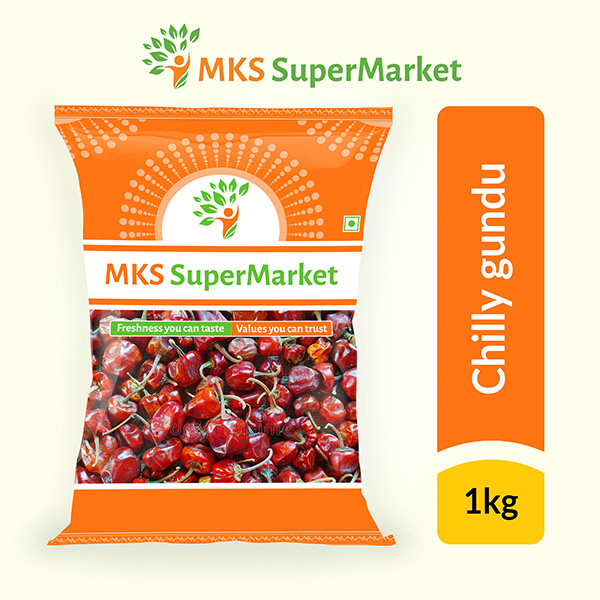 MKS SuperMarket
MKS SuperMarket
Freshness you can taste Values you can trust
Chilly gundu
1kg